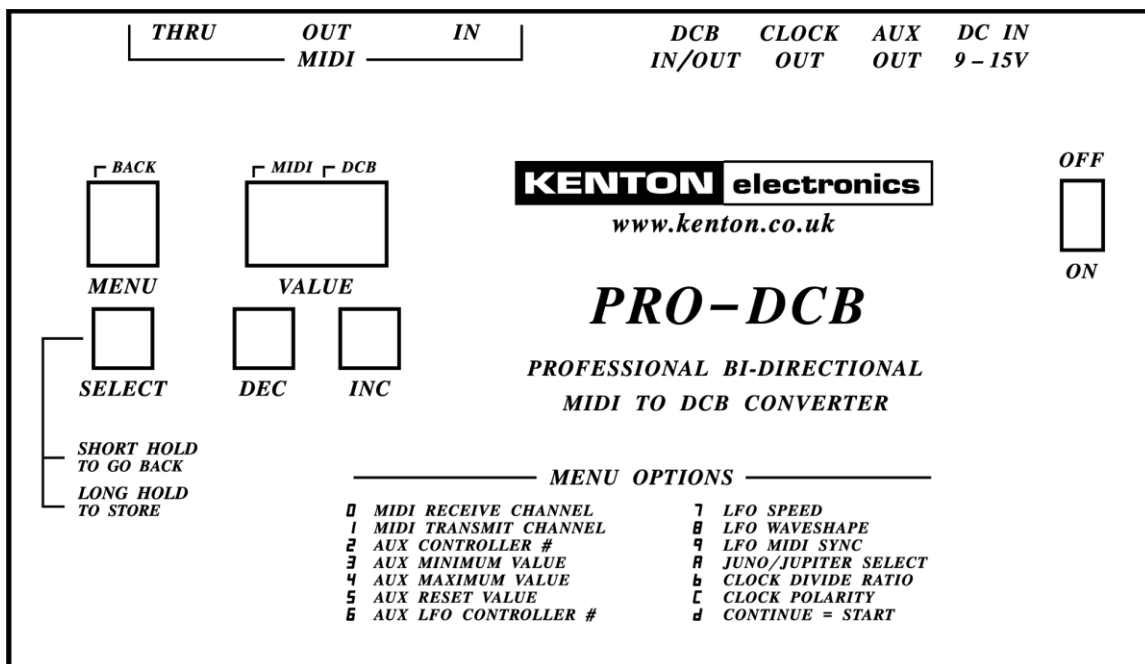 THRU OUT IN
MIDI
DCB CLOCK AUX DC IN
IN/OUT OUT OUT 9 – 15V
BACK
MIDI DCB
MENU
VALUE
SELECT
DEC
INC
SHORT HOLD
TO GO BACK
LONG HOLD
TO STORE
KENTON electronics
www.kenton.co.uk
PRO–DCB
PROFESSIONAL BI-DIRECTIONAL
MIDI TO DCB CONVERTER
OFF
ON
MENU OPTIONS
0 MIDI RECEIVE CHANNEL
1 MIDI TRANSMIT CHANNEL
2 AUX CONTROLLER #
3 AUX MINIMUM VALUE
4 AUX MAXIMUM VALUE
5 AUX RESET VALUE
6 AUX LFO CONTROLLER #
7 LFO SPEED
8 LFO WAVESHAPE
9 LFO MIDI SYNC
A JUNO/JUPITER SELECT
b CLOCK DIVIDE RATIO
C CLOCK POLARITY
d CONTINUE = START